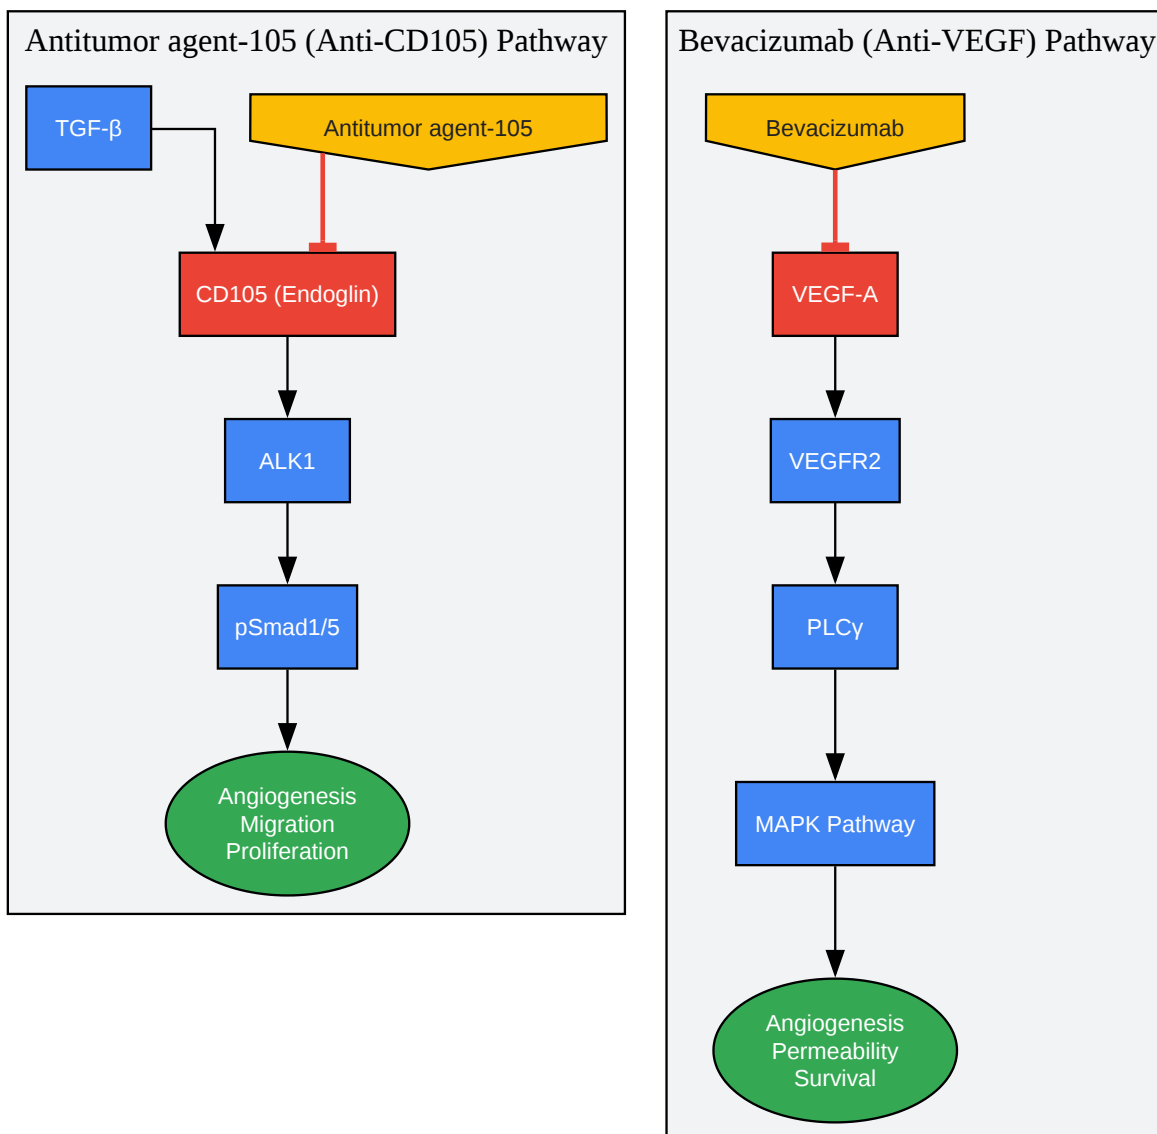 Antitumor agent-105 (Anti-CD105) Pathway
TGF-β
Antitumor agent-105
CD105 (Endoglin)
ALK1
pSmad1/5
Angiogenesis
Migration
Proliferation
Bevacizumab (Anti-VEGF) Pathway
Bevacizumab
VEGF-A
VEGFR2
PLCγ
MAPK Pathway
Angiogenesis
Permeability
Survival